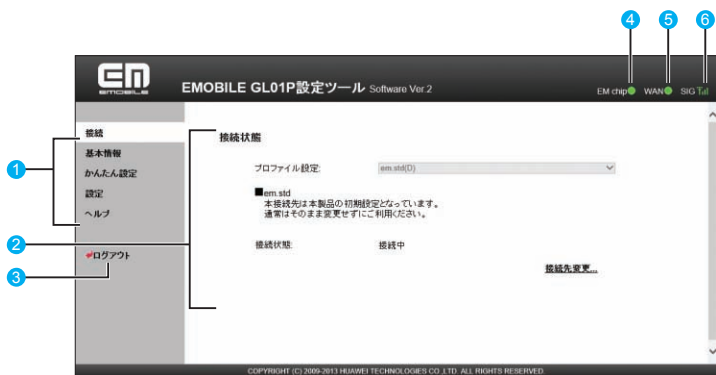 4 5 6
EM
EMOBILE
EMOBILE GL01P設定ツール Software Ver.2
EM chip WAN SIG
1
接続
基本情報
かんたん設定
設定
ヘルプ
2
ログアウト
3
接続状態
プロファイル設定: em.std(D)
■em.std
本接続先は本製品の初期設定となっています。
通常はそのまま変更せずにご利用ください。
接続状態: 接続中
接続先変更...
COPYRIGHT (C) 2009-2013 HUAWEI TECHNOLOGIES CO.,LTD. ALL RIGHTS RESERVED